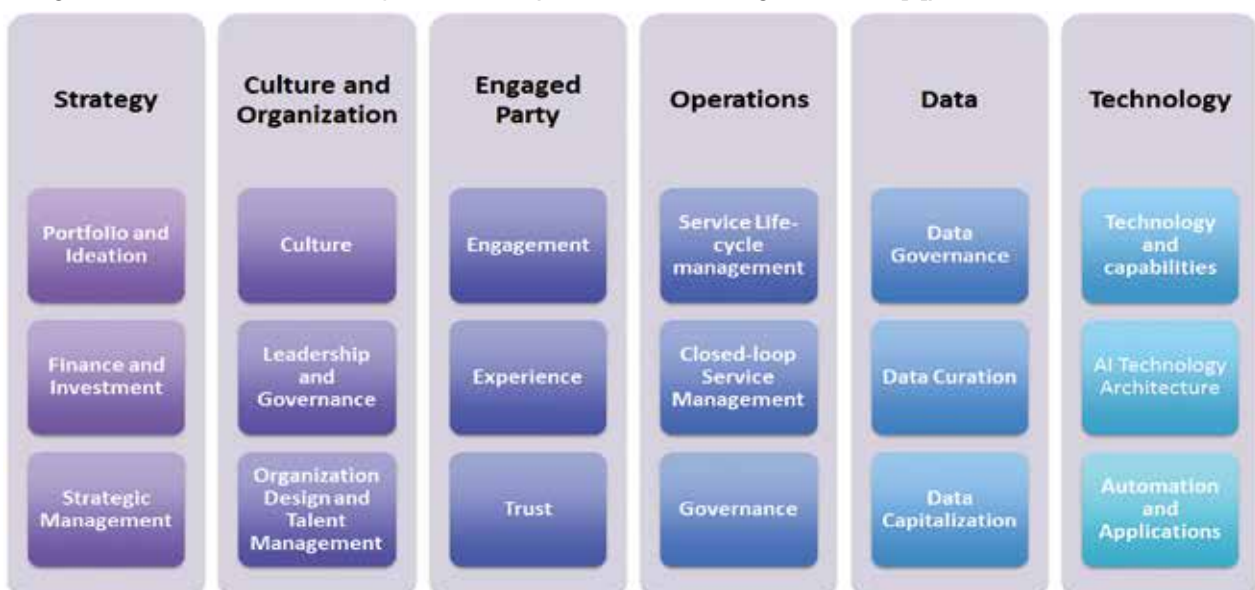 Strategy
Portfolio and
Ideation
Finance and
Investment
Strategic
Management
Culture and
Organization
Culture
Leadership
and
Governance
Organization
Design and
Talent
Management
Engaged
Party
Engagement
Experience
Trust
Operations
Service Life-
cycle
management
Closed-loop
Service
Management
Governance
Data
Data
Governance
Data Curation
Data
Capitalization
Technology
Technology
and
capabilities
AI Technology
Architecture
Automation
and
Applications